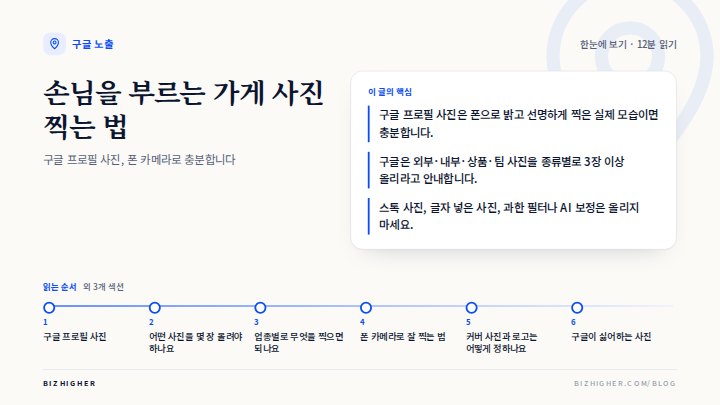 구글 노출
한눈에 보기 · 12분 읽기
손님을 부르는 가게 사진
찍는 법
구글 프로필 사진, 폰 카메라로 충분합니다
이 글의 핵심
구글 프로필 사진은 폰으로 밝고 선명하게 찍은 실제 모습이면
충분합니다.
구글은 외부·내부·상품·팀 사진을 종류별로 3장 이상
올리라고 안내합니다.
스톡 사진, 글자 넣은 사진, 과한 필터나 AI 보정은 올리지
마세요.
읽는 순서 외 3개 섹션
1
구글 프로필 사진
2
어떤 사진을 몇 장 올려야
하나요
3
업종별로 무엇을 찍으면
되나요
4
폰 카메라로 잘 찍는 법
5
커버 사진과 로고는
어떻게 정하나요
6
구글이 싫어하는 사진
BIZHIGHER
BIZHIGHER.COM/BLOG